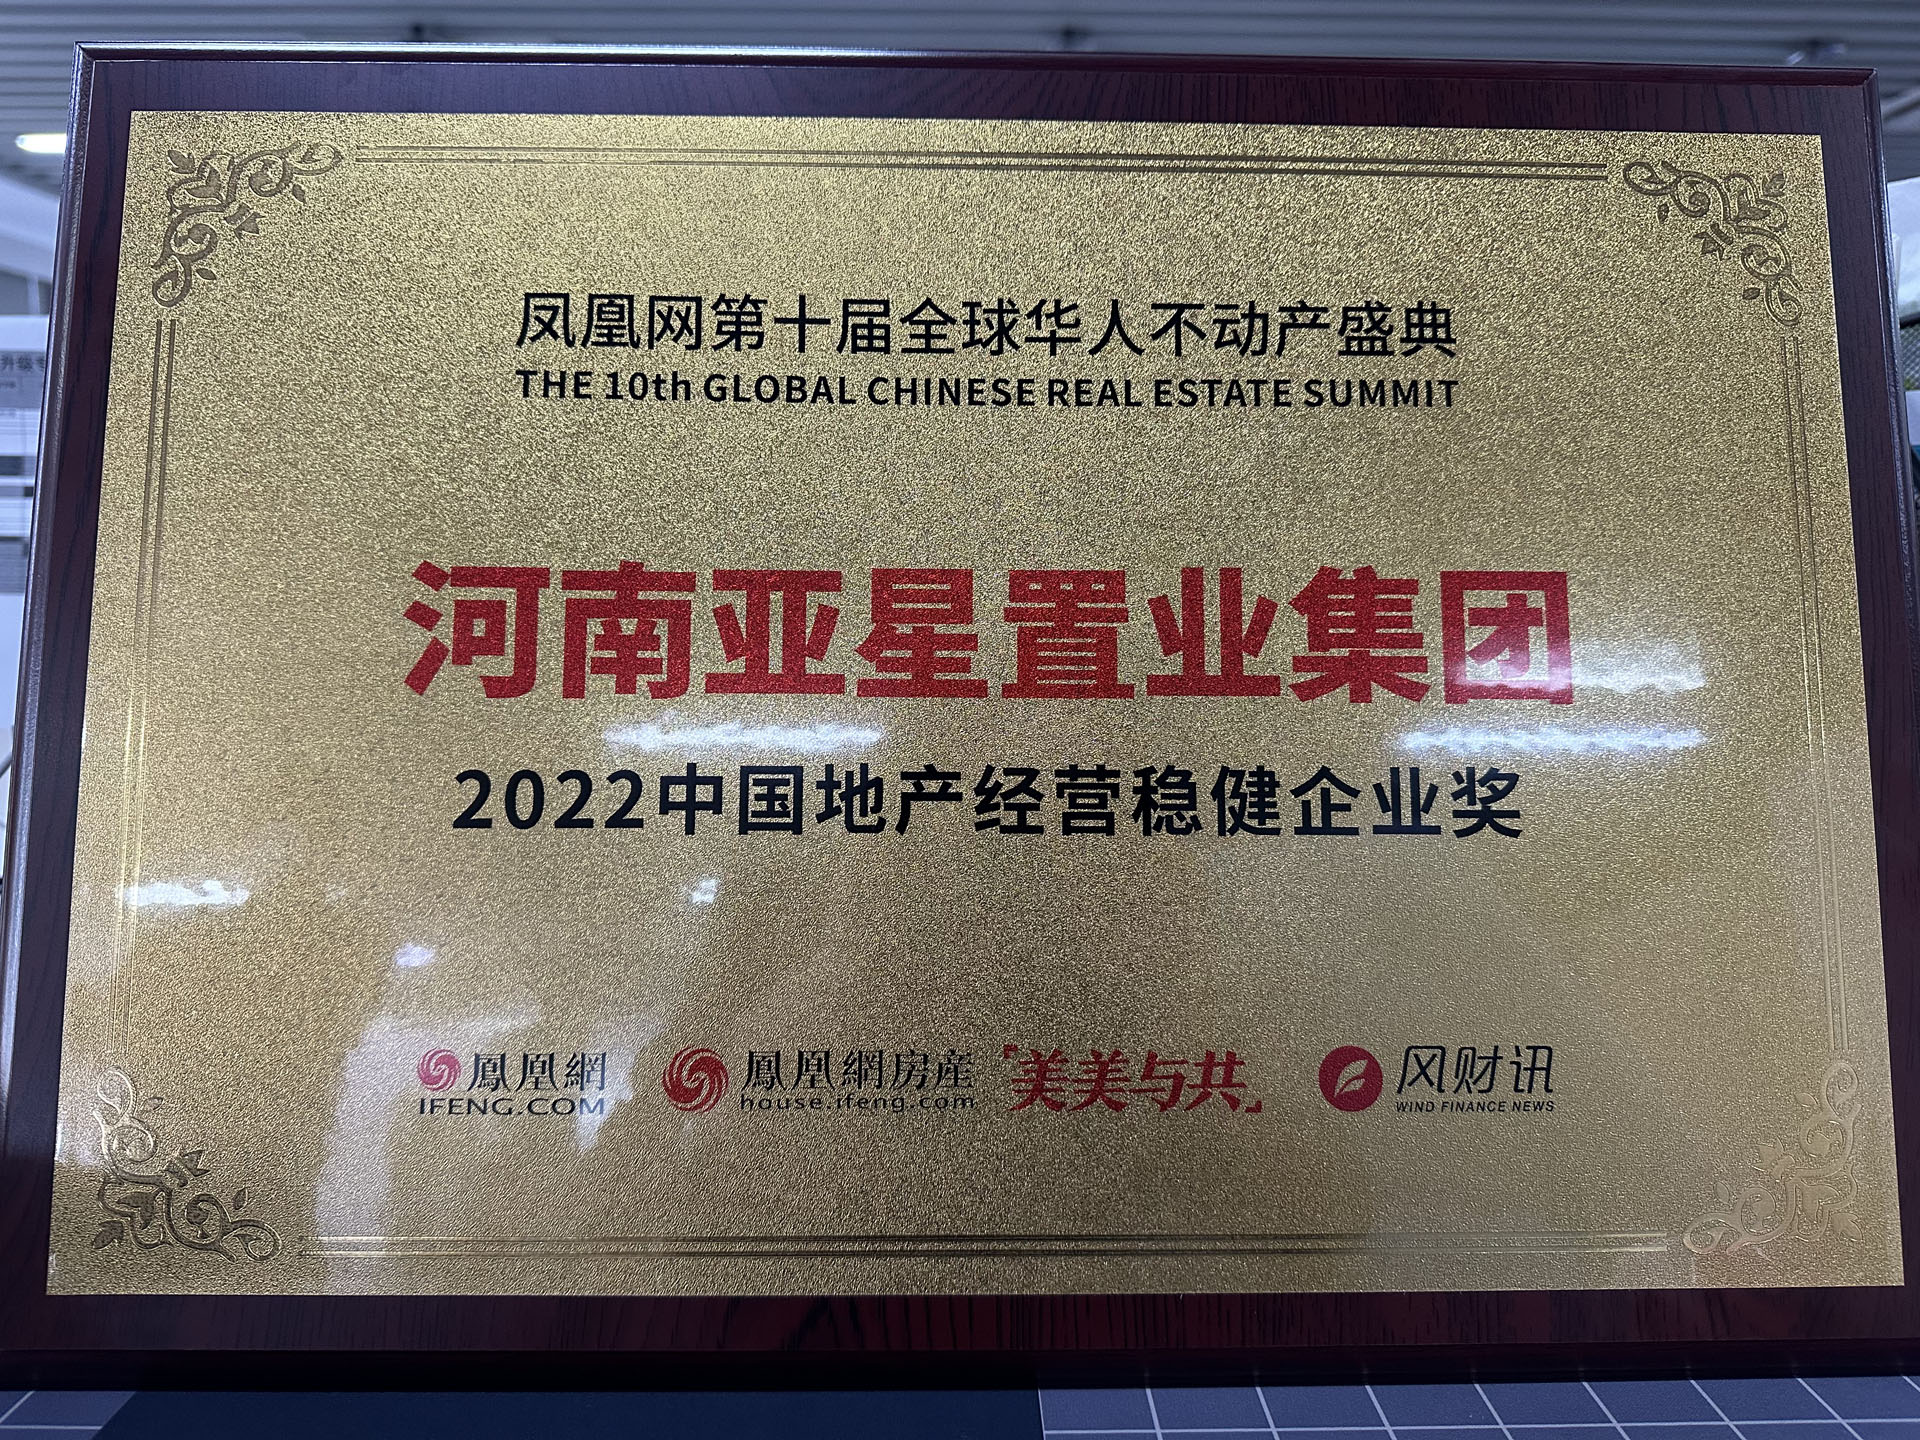 凤凰网第十届全球华人不动产盛典
THE 10th GLOBAL CHINESE REAL ESTATE SUMMIT
河南亚星置业集团
2022中国地产经营稳健企业奖
鳳凰網 鳳凰網房産 「美美与共」 风财讯
IFENG.COM house.ifeng.com WIND FINANCE NEWS